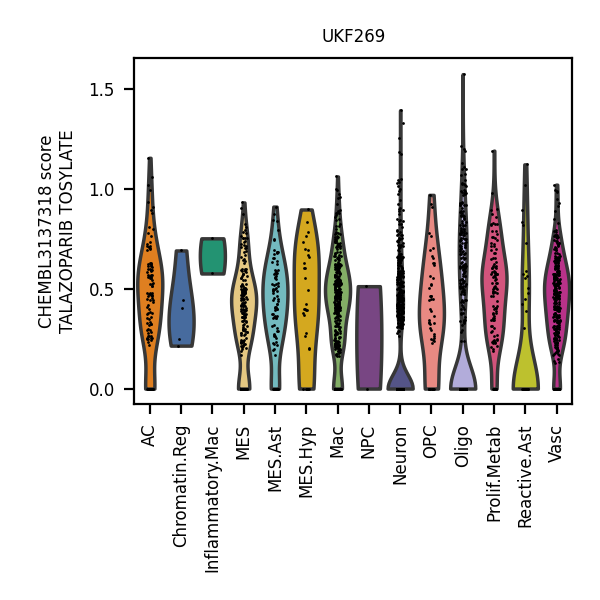 UKF269
CHEMBL3137318 score
TALAZOPARIB TOSYLATE
1.5
1.0
0.5
0.0
AC
Chromatin.Reg
Inflammatory.Mac
MES
MES.Ast
MES.Hyp
Mac
NPC
Neuron
OPC
Oligo
Prolif.Metab
Reactive.Ast
Vasc